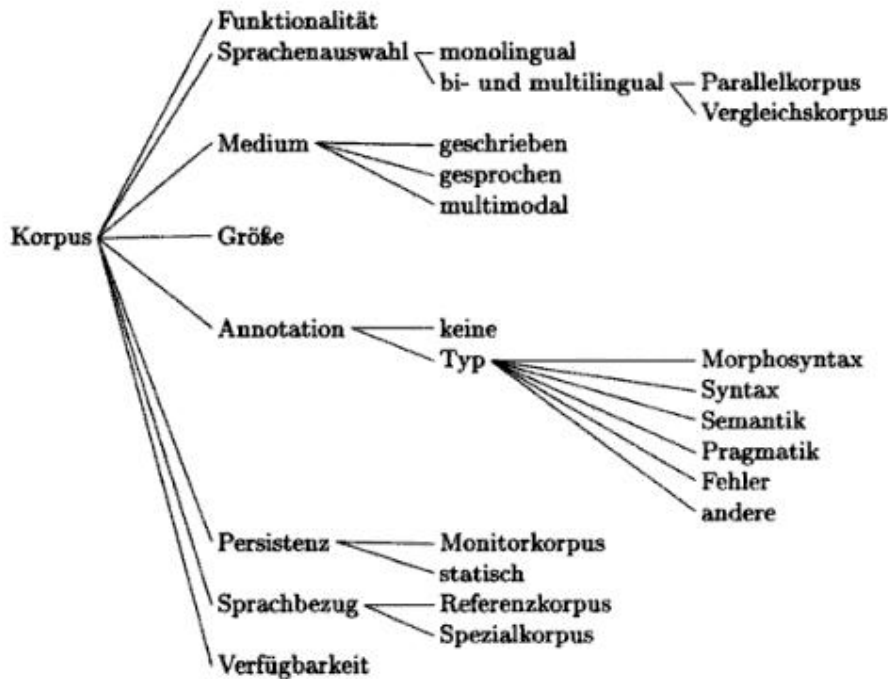 Funktionalität
Sprachenauswahl monolingual
bi- und multilingual Parallelkorpus
Vergleichskorpus
Medium geschrieben
gesprochen
multimodal
Korpus Größe
Annotation keine
Typ Morphosyntax
Syntax
Semantik
Pragmatik
Fehler
andere
Persistenz Monitorkorpus
statisch
Sprachbezug Referenzkorpus
Spezialkorpus
Verfügbarkeit